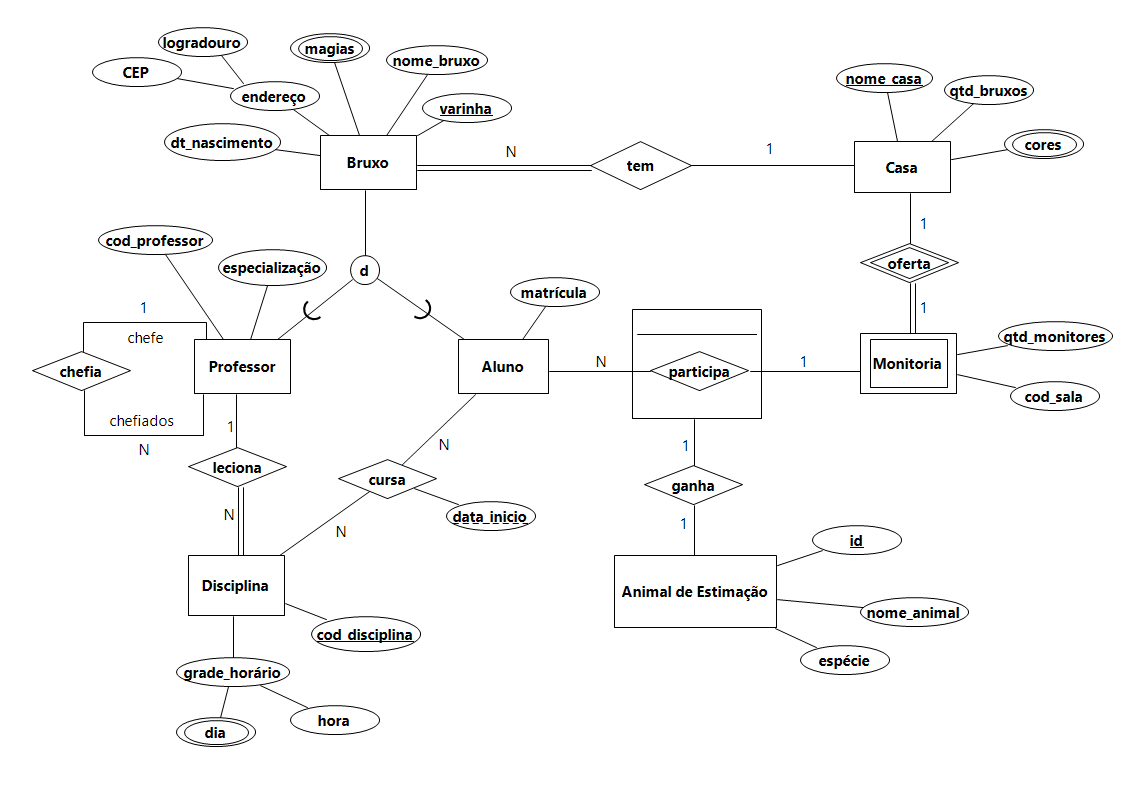 logradouro
magias
nome_bruxo
CEP
endereço
varinha
dt_nascimento
Bruxo
N
tem
1
nome_casa
qtd_bruxos
cores
Casa
1
oferta
1
cod_professor
especialização
d
matrícula
1
chefe
chefia
chefiados
N
Professor
Aluno
N
participa
1
Monitoria
qtd_monitores
cod_sala
1
leciona
N
cursa
N
N
data_inicio
1
ganha
1
Disciplina
cod_disciplina
grade_horário
dia
hora
Animal de Estimação
id
nome_animal
espécie